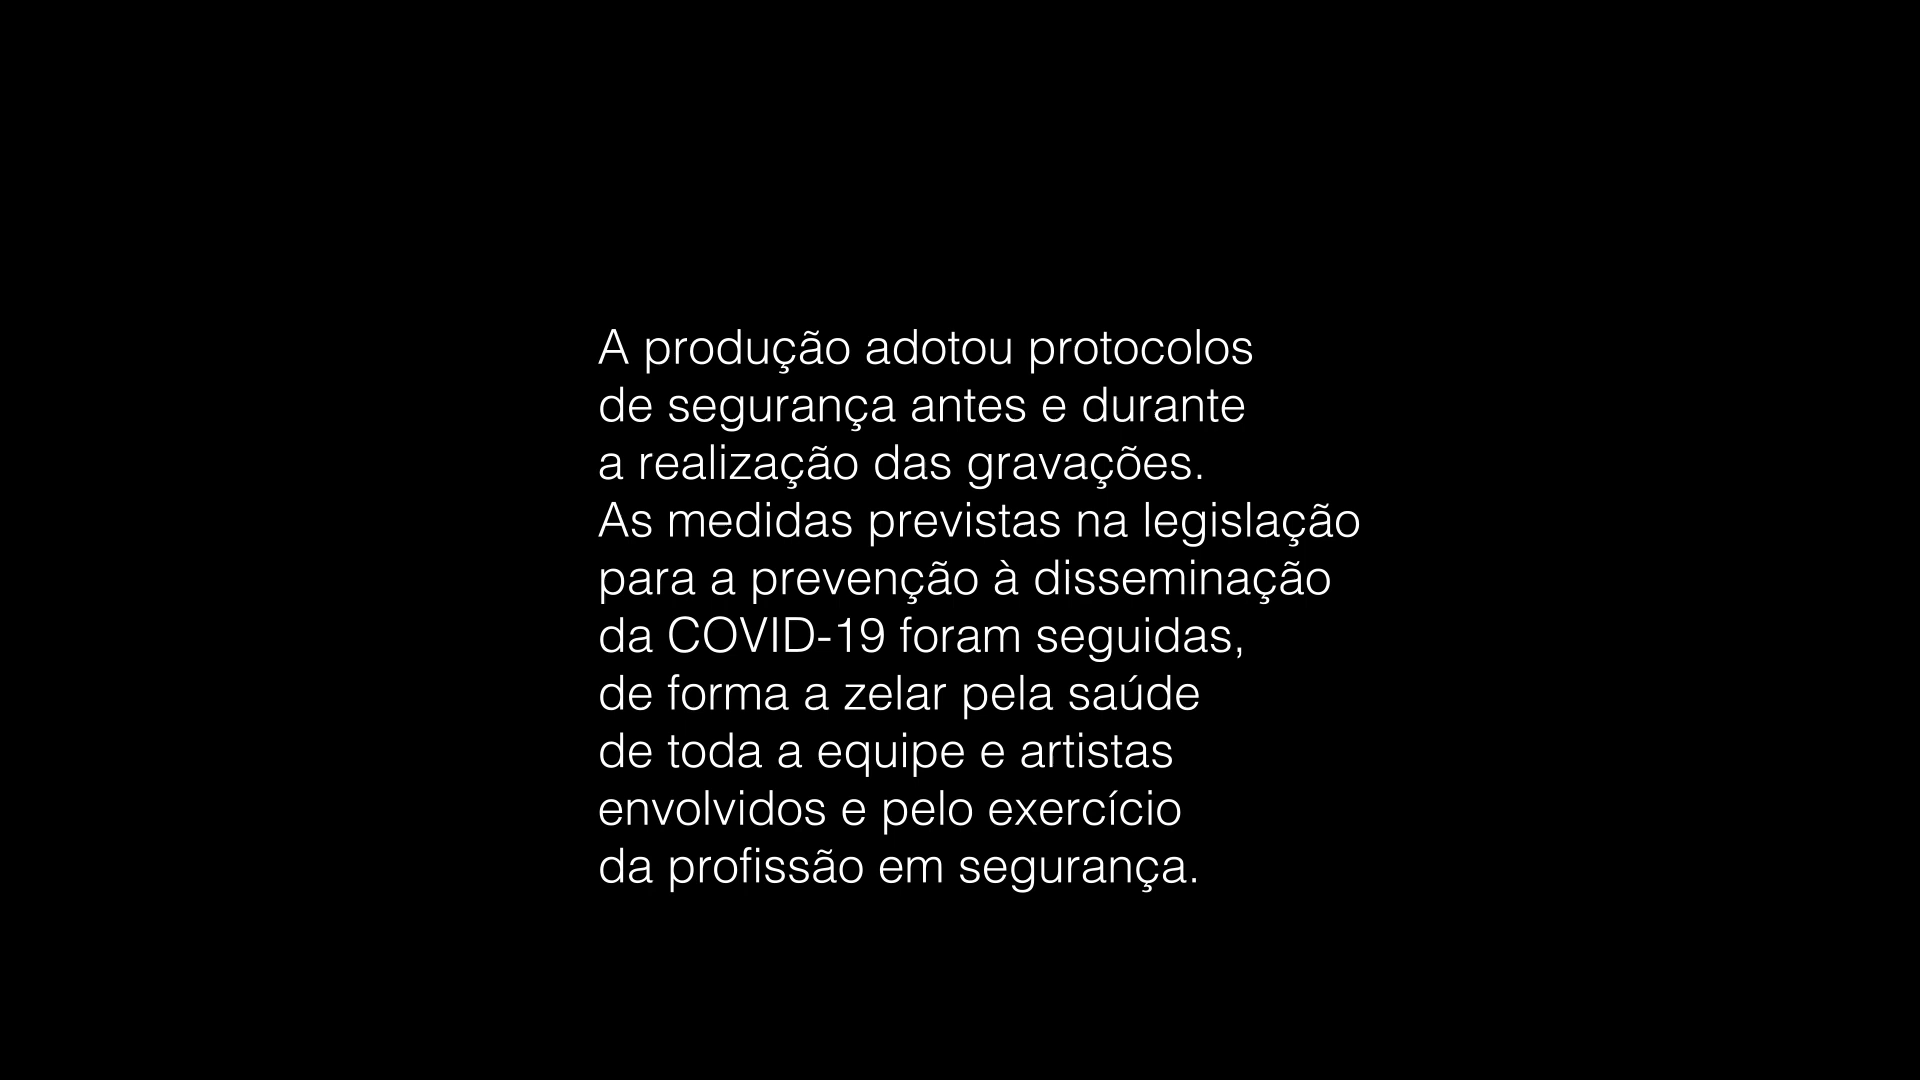 A produção adotou protocolos
de segurança antes e durante
a realização das gravações.
As medidas previstas na legislação
para a prevenção à disseminação
da COVID-19 foram seguidas,
de forma a zelar pela saúde
de toda a equipe e artistas
envolvidos e pelo exercício
da profissão em segurança.